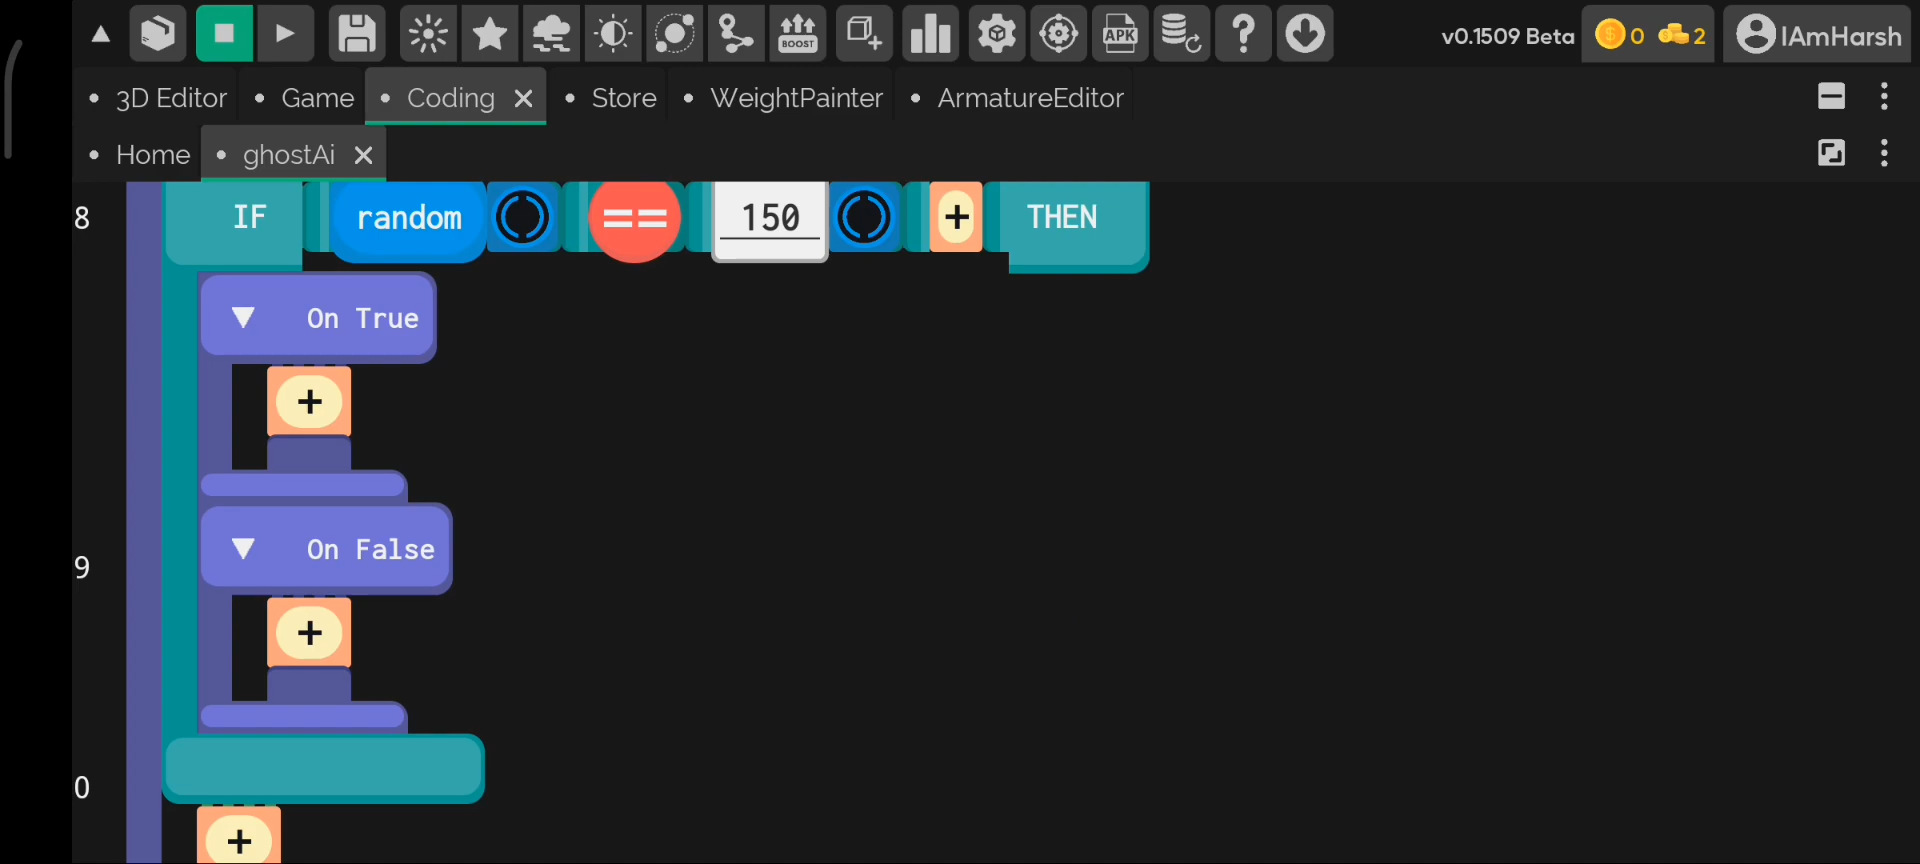 BOOST
APK
?
v0.1509 Beta
0
2
IAmHarsh
3D Editor
Game
Coding
Store
WeightPainter
ArmatureEditor
Home
ghostAi
8
IF random == 150 + THEN
On True
+
9
On False
+
0
+